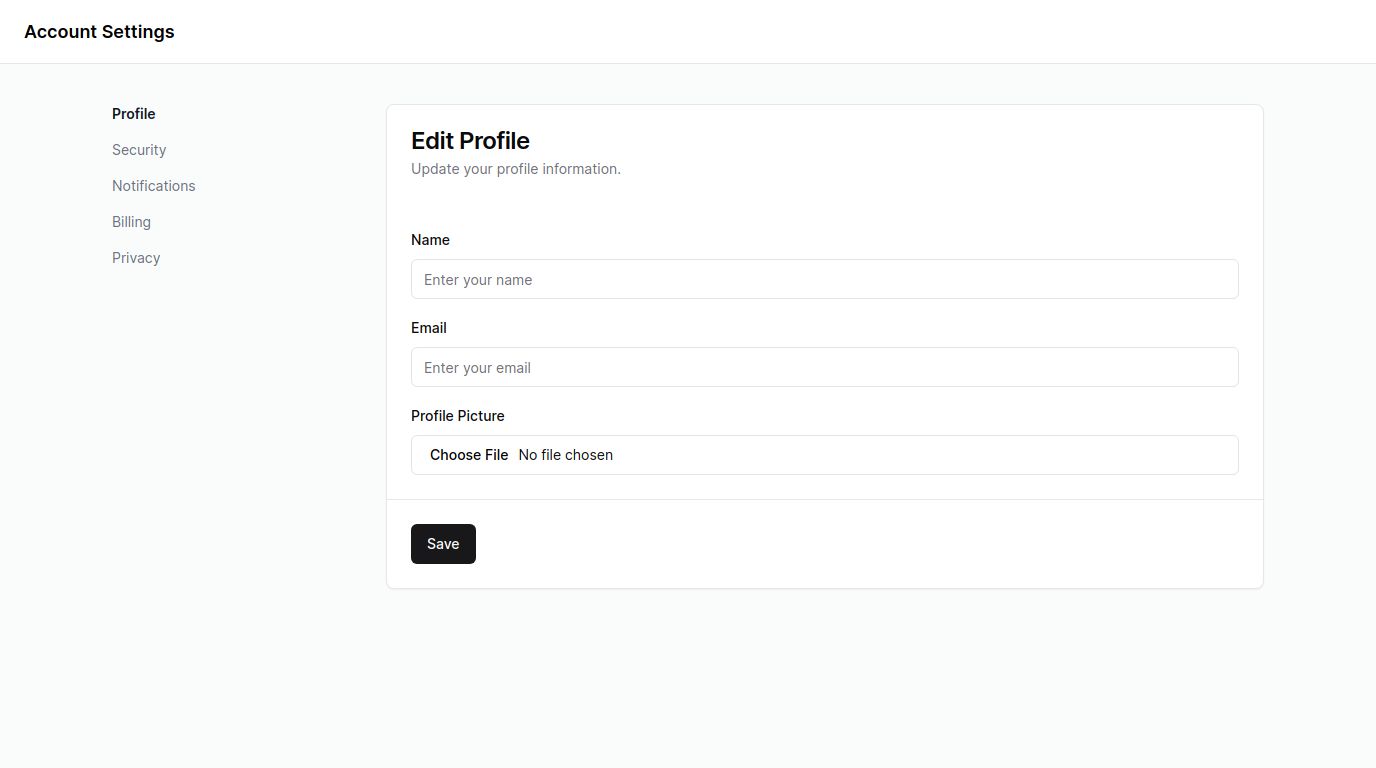 Account Settings
Profile
Security
Notifications
Billing
Privacy
Edit Profile
Update your profile information.
Name
Enter your name
Email
Enter your email
Profile Picture
Choose File No file chosen
Save